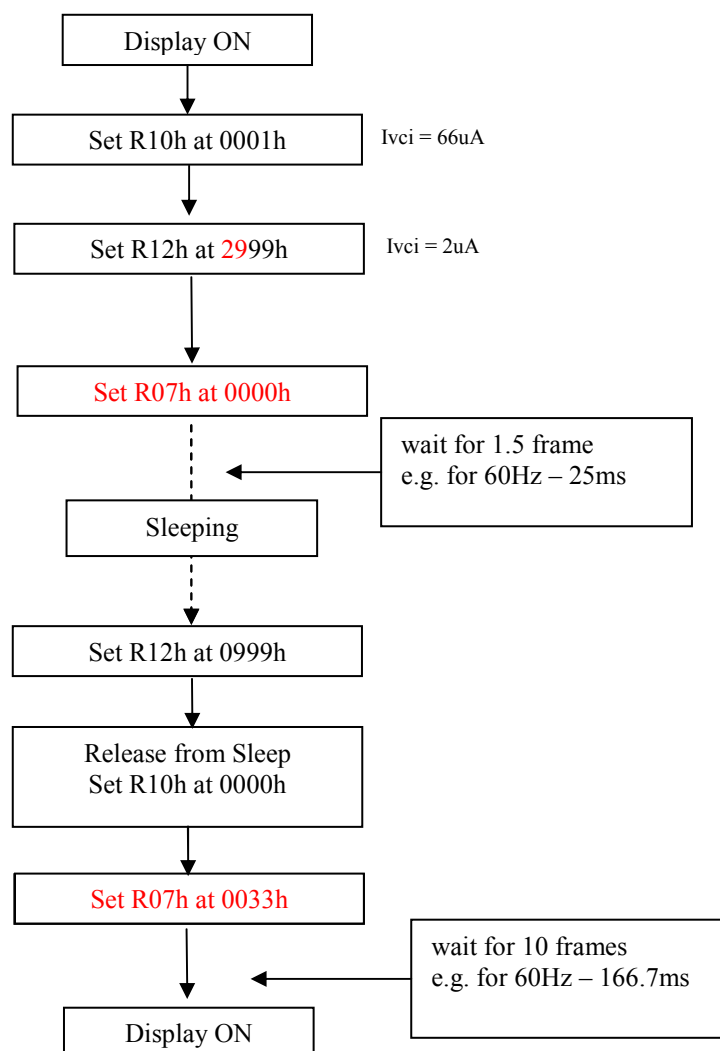 Display ON
Set R10h at 0001h
Ivci = 66uA
Set R12h at 2999h
Ivci = 2uA
Set R07h at 0000h
wait for 1.5 frame
e.g. for 60Hz – 25ms
Sleeping
Set R12h at 0999h
Release from Sleep
Set R10h at 0000h
Set R07h at 0033h
wait for 10 frames
e.g. for 60Hz – 166.7ms
Display ON